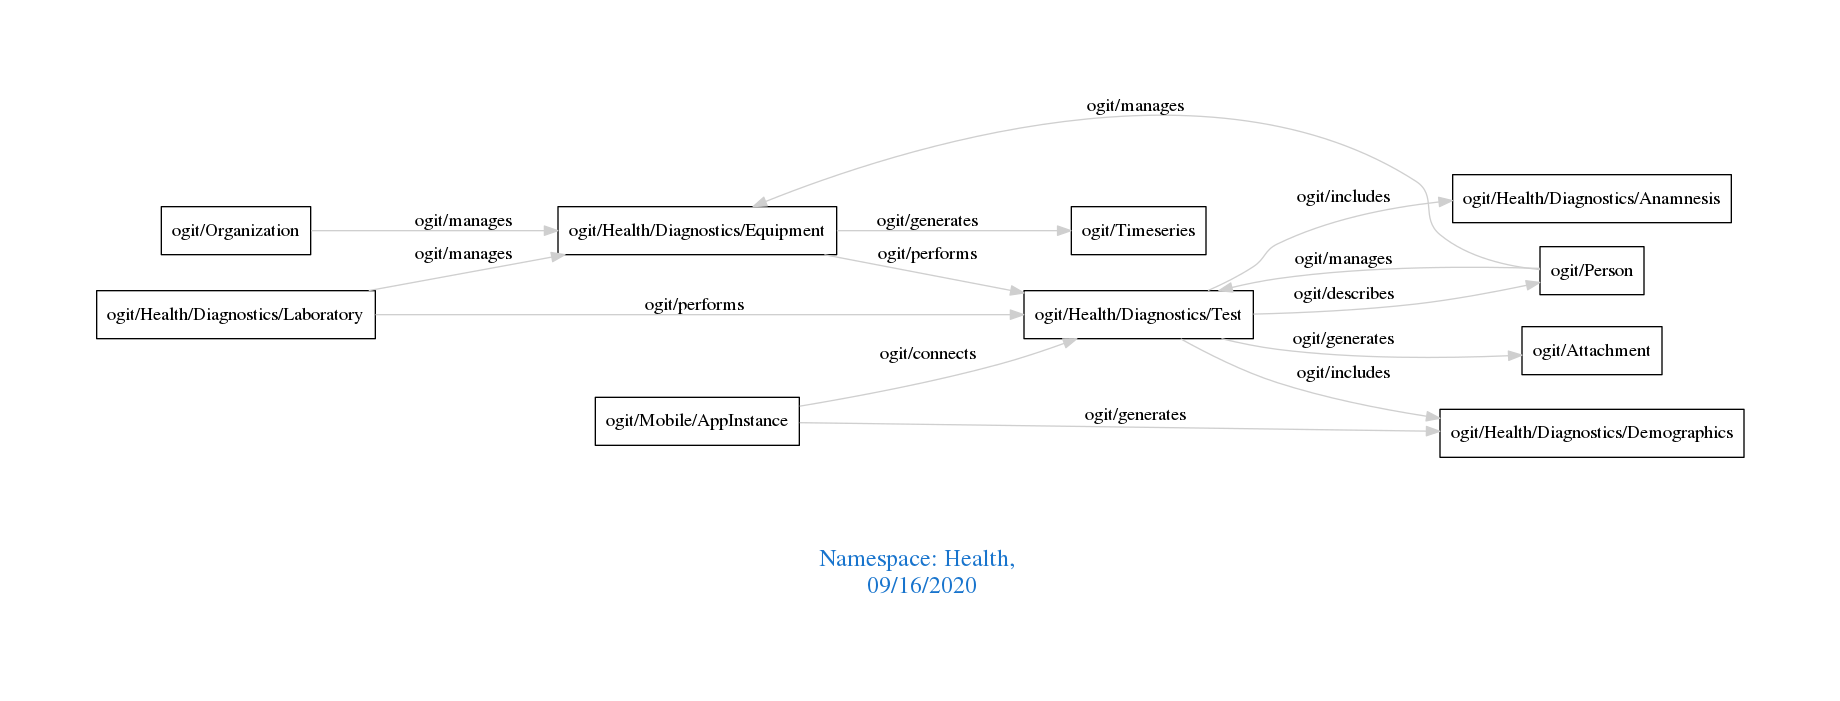 ogit/manages
ogit/includes
ogit/Health/Diagnostics/Anamnesis
ogit/Organization
ogit/manages
ogit/Health/Diagnostics/Equipment
ogit/generates
ogit/Timeseries
ogit/manages
ogit/performs
ogit/manages
ogit/Person
ogit/describes
ogit/Health/Diagnostics/Laboratory
ogit/performs
ogit/Health/Diagnostics/Test
ogit/generates
ogit/Attachment
ogit/connects
ogit/includes
ogit/Mobile/AppInstance
ogit/generates
ogit/Health/Diagnostics/Demographics
Namespace: Health,
09/16/2020